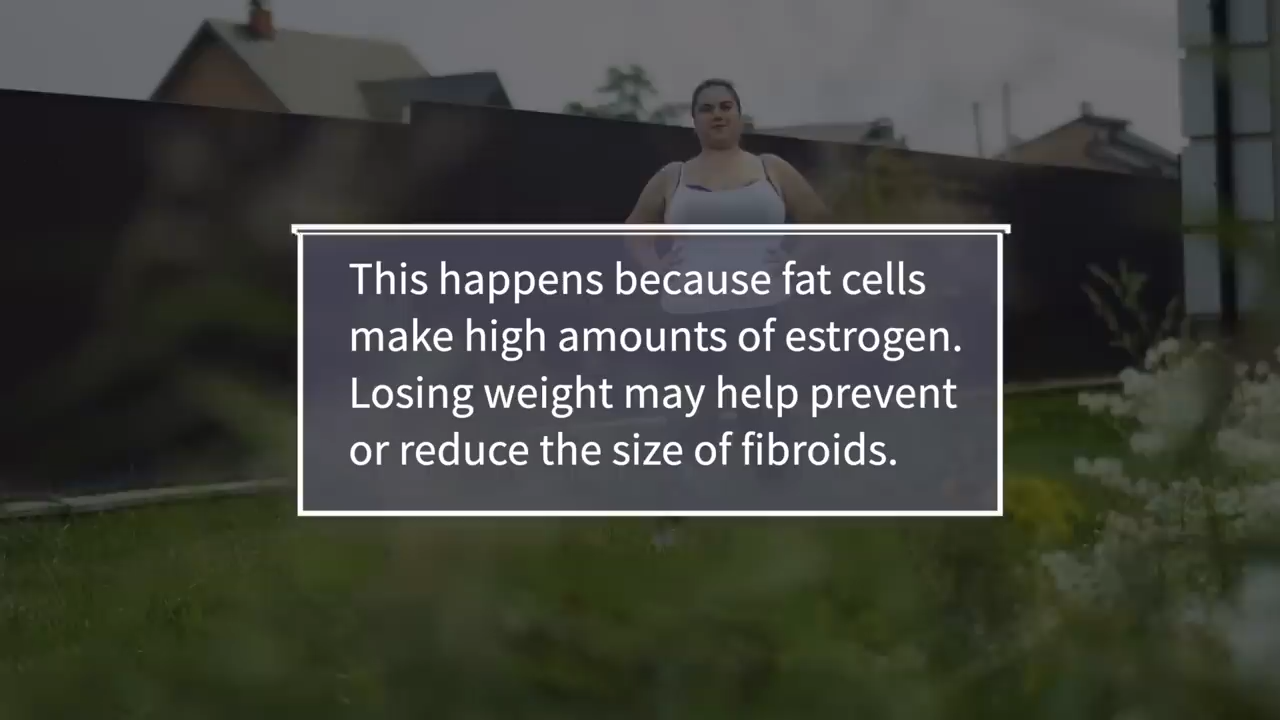 This happens because fat cells
make high amounts of estrogen.
Losing weight may help prevent
or reduce the size of fibroids.